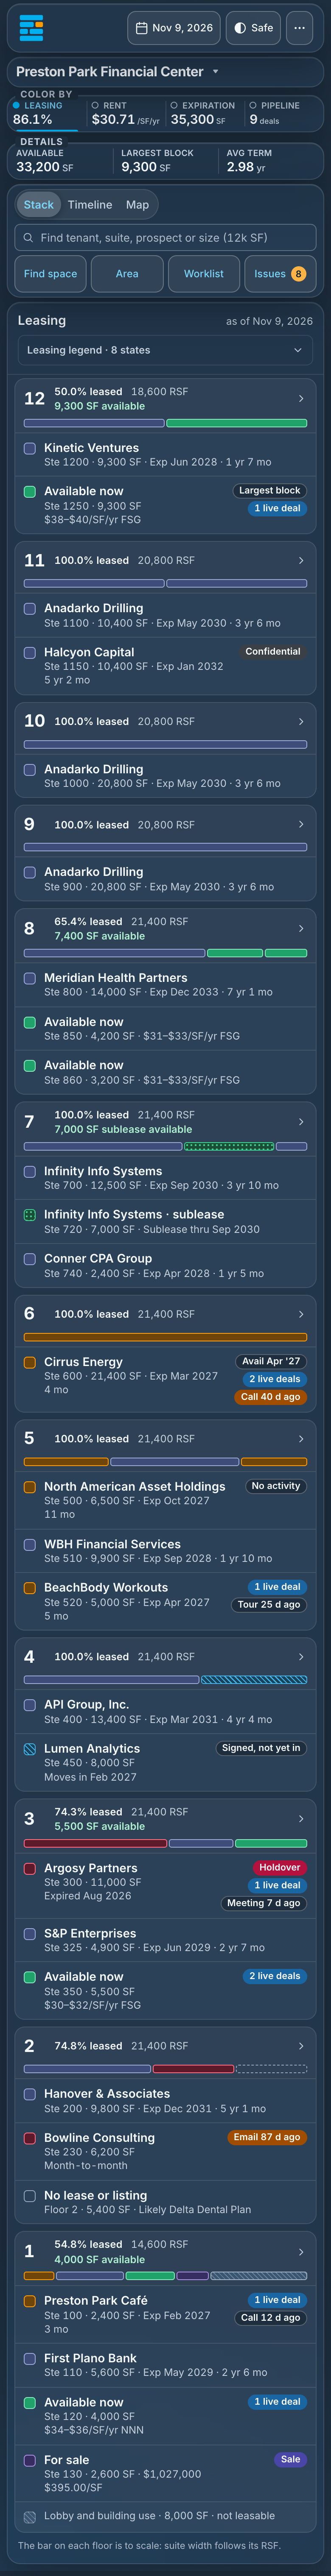 Nov 9, 2026
Safe
Preston Park Financial Center
COLOR BY
LEASING
86.1%
RENT
$30.71 /SF/yr
EXPIRATION
35,300 SF
PIPELINE
9 deals
DETAILS
AVAILABLE
33,200 SF
LARGEST BLOCK
9,300 SF
AVG TERM
2.98 yr
Stack
Timeline
Map
Find tenant, suite, prospect or size (12k SF)
Find space
Area
Worklist
Issues 8
Leasing
as of Nov 9, 2026
Leasing legend · 8 states
12
50.0% leased 18,600 RSF
9,300 SF available
Kinetic Ventures
Ste 1200 · 9,300 SF · Exp Jun 2028 · 1 yr 7 mo
Available now
Largest block
Ste 1250 · 9,300 SF
1 live deal
$38–$40/SF/yr FSG
11
100.0% leased 20,800 RSF
Anadarko Drilling
Ste 1100 · 10,400 SF · Exp May 2030 · 3 yr 6 mo
Halcyon Capital
Confidential
Ste 1150 · 10,400 SF · Exp Jan 2032
5 yr 2 mo
10
100.0% leased 20,800 RSF
Anadarko Drilling
Ste 1000 · 20,800 SF · Exp May 2030 · 3 yr 6 mo
9
100.0% leased 20,800 RSF
Anadarko Drilling
Ste 900 · 20,800 SF · Exp May 2030 · 3 yr 6 mo
8
65.4% leased 21,400 RSF
7,400 SF available
Meridian Health Partners
Ste 800 · 14,000 SF · Exp Dec 2033 · 7 yr 1 mo
Available now
Ste 850 · 4,200 SF · $31–$33/SF/yr FSG
Available now
Ste 860 · 3,200 SF · $31–$33/SF/yr FSG
7
100.0% leased 21,400 RSF
7,000 SF sublease available
Infinity Info Systems
Ste 700 · 12,500 SF · Exp Sep 2030 · 3 yr 10 mo
Infinity Info Systems · sublease
Ste 720 · 7,000 SF · Sublease thru Sep 2030
Conner CPA Group
Ste 740 · 2,400 SF · Exp Apr 2028 · 1 yr 5 mo
6
100.0% leased 21,400 RSF
Cirrus Energy
Avail Apr '27
Ste 600 · 21,400 SF · Exp Mar 2027
2 live deals
4 mo
Call 40 d ago
5
100.0% leased 21,400 RSF
North American Asset Holdings
No activity
Ste 500 · 6,500 SF · Exp Oct 2027
11 mo
WBH Financial Services
Ste 510 · 9,900 SF · Exp Sep 2028 · 1 yr 10 mo
BeachBody Workouts
1 live deal
Ste 520 · 5,000 SF · Exp Apr 2027
Tour 25 d ago
5 mo
4
100.0% leased 21,400 RSF
API Group, Inc.
Ste 400 · 13,400 SF · Exp Mar 2031 · 4 yr 4 mo
Lumen Analytics
Signed, not yet in
Ste 450 · 8,000 SF
Moves in Feb 2027
3
74.3% leased 21,400 RSF
5,500 SF available
Argosy Partners
Holdover
Ste 300 · 11,000 SF
1 live deal
Expired Aug 2026
Meeting 7 d ago
S&P Enterprises
Ste 325 · 4,900 SF · Exp Jun 2029 · 2 yr 7 mo
Available now
2 live deals
Ste 350 · 5,500 SF
$30–$32/SF/yr FSG
2
74.8% leased 21,400 RSF
Hanover & Associates
Ste 200 · 9,800 SF · Exp Dec 2031 · 5 yr 1 mo
Bowline Consulting
Email 87 d ago
Ste 230 · 6,200 SF
Month-to-month
No lease or listing
Floor 2 · 5,400 SF · Likely Delta Dental Plan
1
54.8% leased 14,600 RSF
4,000 SF available
Preston Park Café
1 live deal
Ste 100 · 2,400 SF · Exp Feb 2027
Call 12 d ago
3 mo
First Plano Bank
Ste 110 · 5,600 SF · Exp May 2029 · 2 yr 6 mo
Available now
1 live deal
Ste 120 · 4,000 SF
$34–$36/SF/yr NNN
For sale
Sale
Ste 130 · 2,600 SF · $1,027,000
$395.00/SF
Lobby and building use · 8,000 SF · not leasable
The bar on each floor is to scale: suite width follows its RSF.